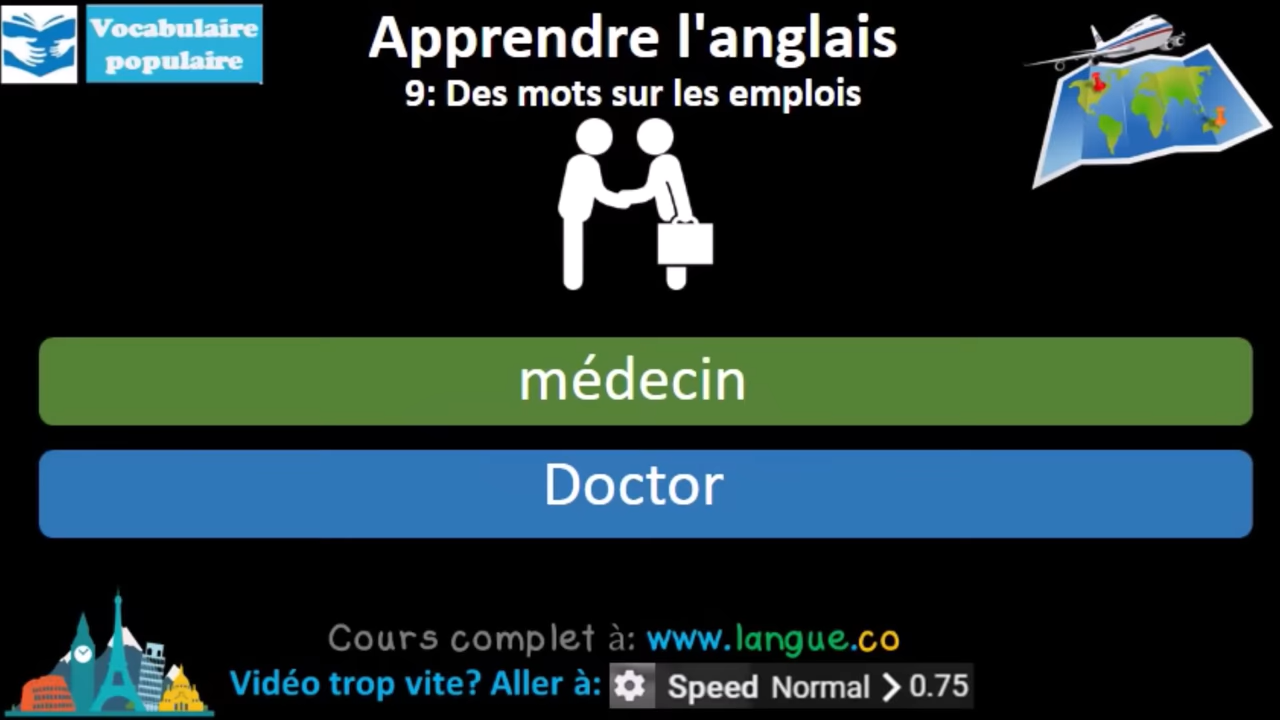 Vocabulaire
populaire
Apprendre l'anglais
9: Des mots sur les emplois
médecin
Doctor
Cours complet à: www.langue.co
Vidéo trop vite? Aller à: Speed Normal > 0.75